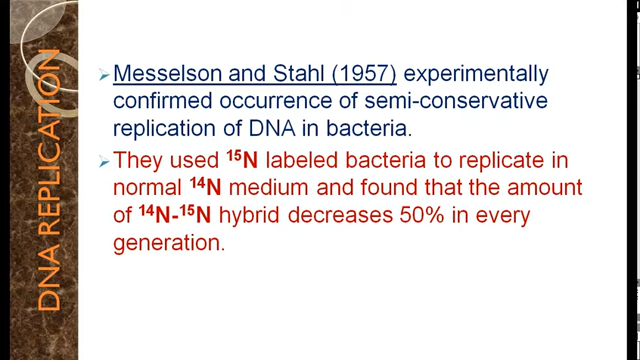 DNA REPLICATION
Messelson and Stahl (1957) experimentally
confirmed occurrence of semi-conservative
replication of DNA in bacteria.
They used ¹⁵N labeled bacteria to replicate in
normal ¹⁴N medium and found that the amount
of ¹⁴N-¹⁵N hybrid decreases 50% in every
generation.